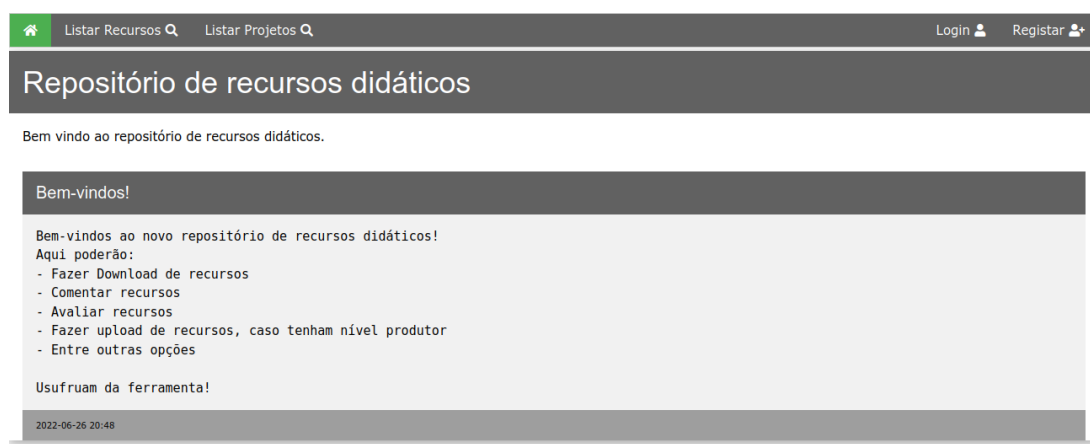 Listar Recursos Listar Projetos Login Registar
Repositório de recursos didáticos
Bem vindo ao repositório de recursos didáticos.
Bem-vindos!
Bem-vindos ao novo repositório de recursos didáticos!
Aqui poderão:
- Fazer Download de recursos
- Comentar recursos
- Avaliar recursos
- Fazer upload de recursos, caso tenham nível produtor
- Entre outras opções
Usufruam da ferramenta!
2022-06-26 20:48